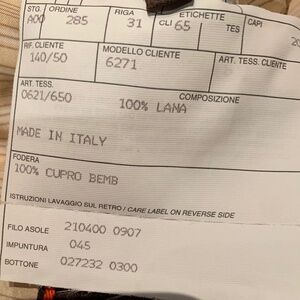 STG. ORDINE RIGA ETICHETTE CAPI
A00 285 31 CLI 65 TES 20
RIF. CLIENTE MODELLO CLIENTE ART. TESS. CLIENTE
140/50 6271
ART. TESS. COMPOSIZIONE
0621/650 100% LANA
MADE IN ITALY
FODERA
100% CUPRO BEMB
ISTRUZIONI LAVAGGIO SUL RETRO / CARE LABEL ON REVERSE SIDE
FILO ASOLE 210400 0907
IMPUNTURA 045
BOTTONE 027232 0300